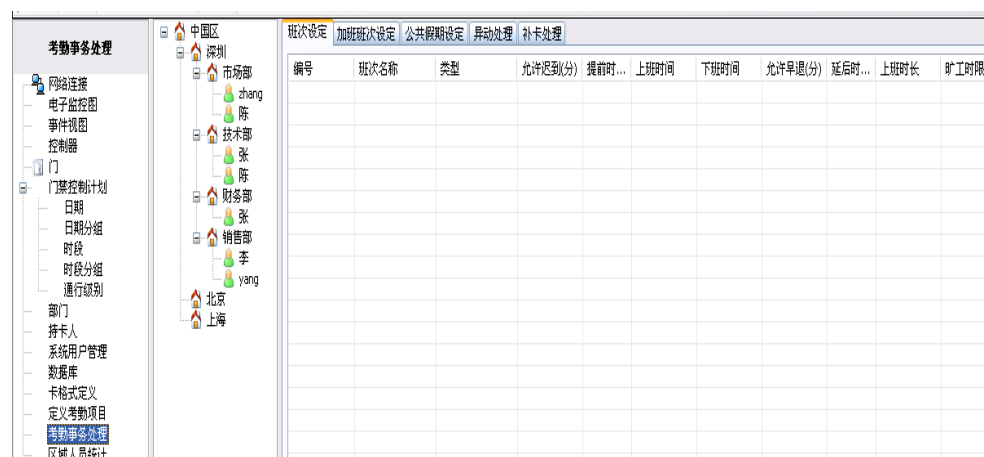 考勤事务处理
网络连接
电子监控图
事件视图
控制器
门
门禁控制计划
日期
日期分组
时段
时段分组
通行级别
部门
持卡人
系统用户管理
数据库
卡格式定义
定义考勤项目
考勤事务处理
区域人员统计
中国区
深圳
市场部
zhang
陈
技术部
张
陈
财务部
张
销售部
李
yang
北京
上海
班次设定 加班班次设定 公共假期设定 异动处理 补卡处理
编号 班次名称 类型 允许迟到(分) 提前时... 上班时间 下班时间 允许早退(分) 延后时... 上班时长 旷工时限